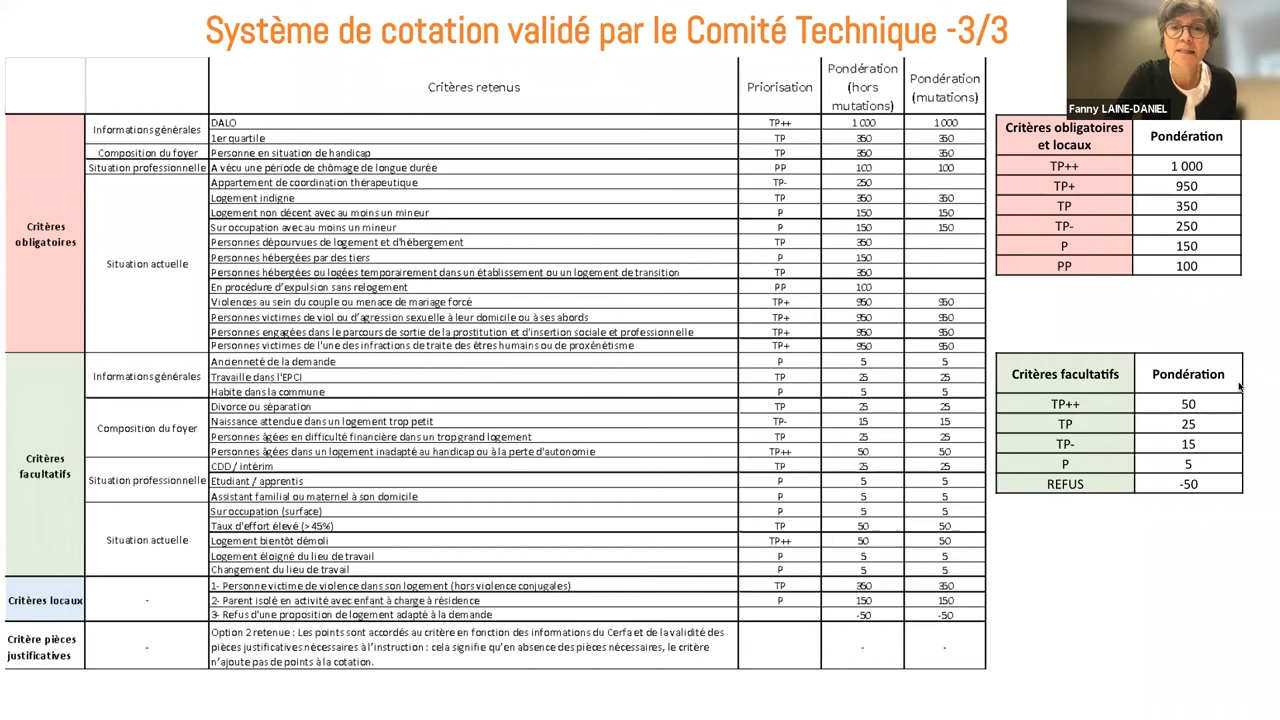 Système de cotation validé par le Comité Technique -3/3
Fanny LAINE-DANIEL
Critères retenus Priorisation Pondération (hors mutations) Pondération (mutations)
Critères obligatoires
Informations générales
DALO TP++ 1 000 1 000
1er quartile TP 350 350
Composition du foyer Personne en situation de handicap TP 350 350
Situation professionnelle A vécu une période de chômage de longue durée PP 100 100
Situation actuelle
Appartement de coordination thérapeutique TP- 250
Logement indigne TP 350 350
Logement non décent avec au moins un mineur P 150 150
Sur occupation avec au moins un mineur P 150 150
Personnes dépourvues de logement et d'hébergement TP 350
Personnes hébergées par des tiers P 150
Personnes hébergées ou logées temporairement dans un établissement ou un logement de transition TP 350
En procédure d'expulsion sans relogement PP 100
Violences au sein du couple ou menace de mariage forcé TP+ 950 950
Personnes victimes de viol ou d'agression sexuelle à leur domicile ou à ses abords TP+ 950 950
Personnes engagées dans le parcours de sortie de la prostitution et d'insertion sociale et professionnelle TP+ 950 950
Personnes victimes de l'une des infractions de traite des êtres humains ou de proxénétisme TP+ 950 950
Critères facultatifs
Informations générales
Ancienneté de la demande P 5 5
Travaille dans l'EPCI TP 25 25
Habite dans la commune P 5 5
Composition du foyer
Divorce ou séparation TP 25 25
Naissance attendue dans un logement trop petit TP- 15 15
Personnes âgées en difficulté financière dans un trop grand logement TP 25 25
Personnes âgées dans un logement inadapté au handicap ou à la perte d'autonomie TP++ 50 50
Situation professionnelle
CDD / intérim TP 25 25
Etudiant / apprentis P 5 5
Assistant familial ou maternel à son domicile P 5 5
Situation actuelle
Sur occupation (surface) P 5 5
Taux d'effort élevé (> 45%) TP 50 50
Logement bientôt démoli TP++ 50 50
Logement éloigné du lieu de travail P 5 5
Changement du lieu de travail P 5 5
Critères locaux -
1- Personne victime de violence dans son logement (hors violence conjugales) TP 350 350
2- Parent isolé en activité avec enfant à charge à résidence P 150 150
3- Refus d'une proposition de logement adapté à la demande -50 -50
Critère pièces justificatives -
Option 2 retenue : Les points sont accordés au critère en fonction des informations du Cerfa et de la validité des
pièces justificatives nécessaires à l'instruction : cela signifie qu'en absence des pièces nécessaires, le critère - -
n'ajoute pas de points à la cotation.
Critères obligatoires et locaux Pondération
TP++ 1 000
TP+ 950
TP 350
TP- 250
P 150
PP 100
Critères facultatifs Pondération
TP++ 50
TP 25
TP- 15
P 5
REFUS -50